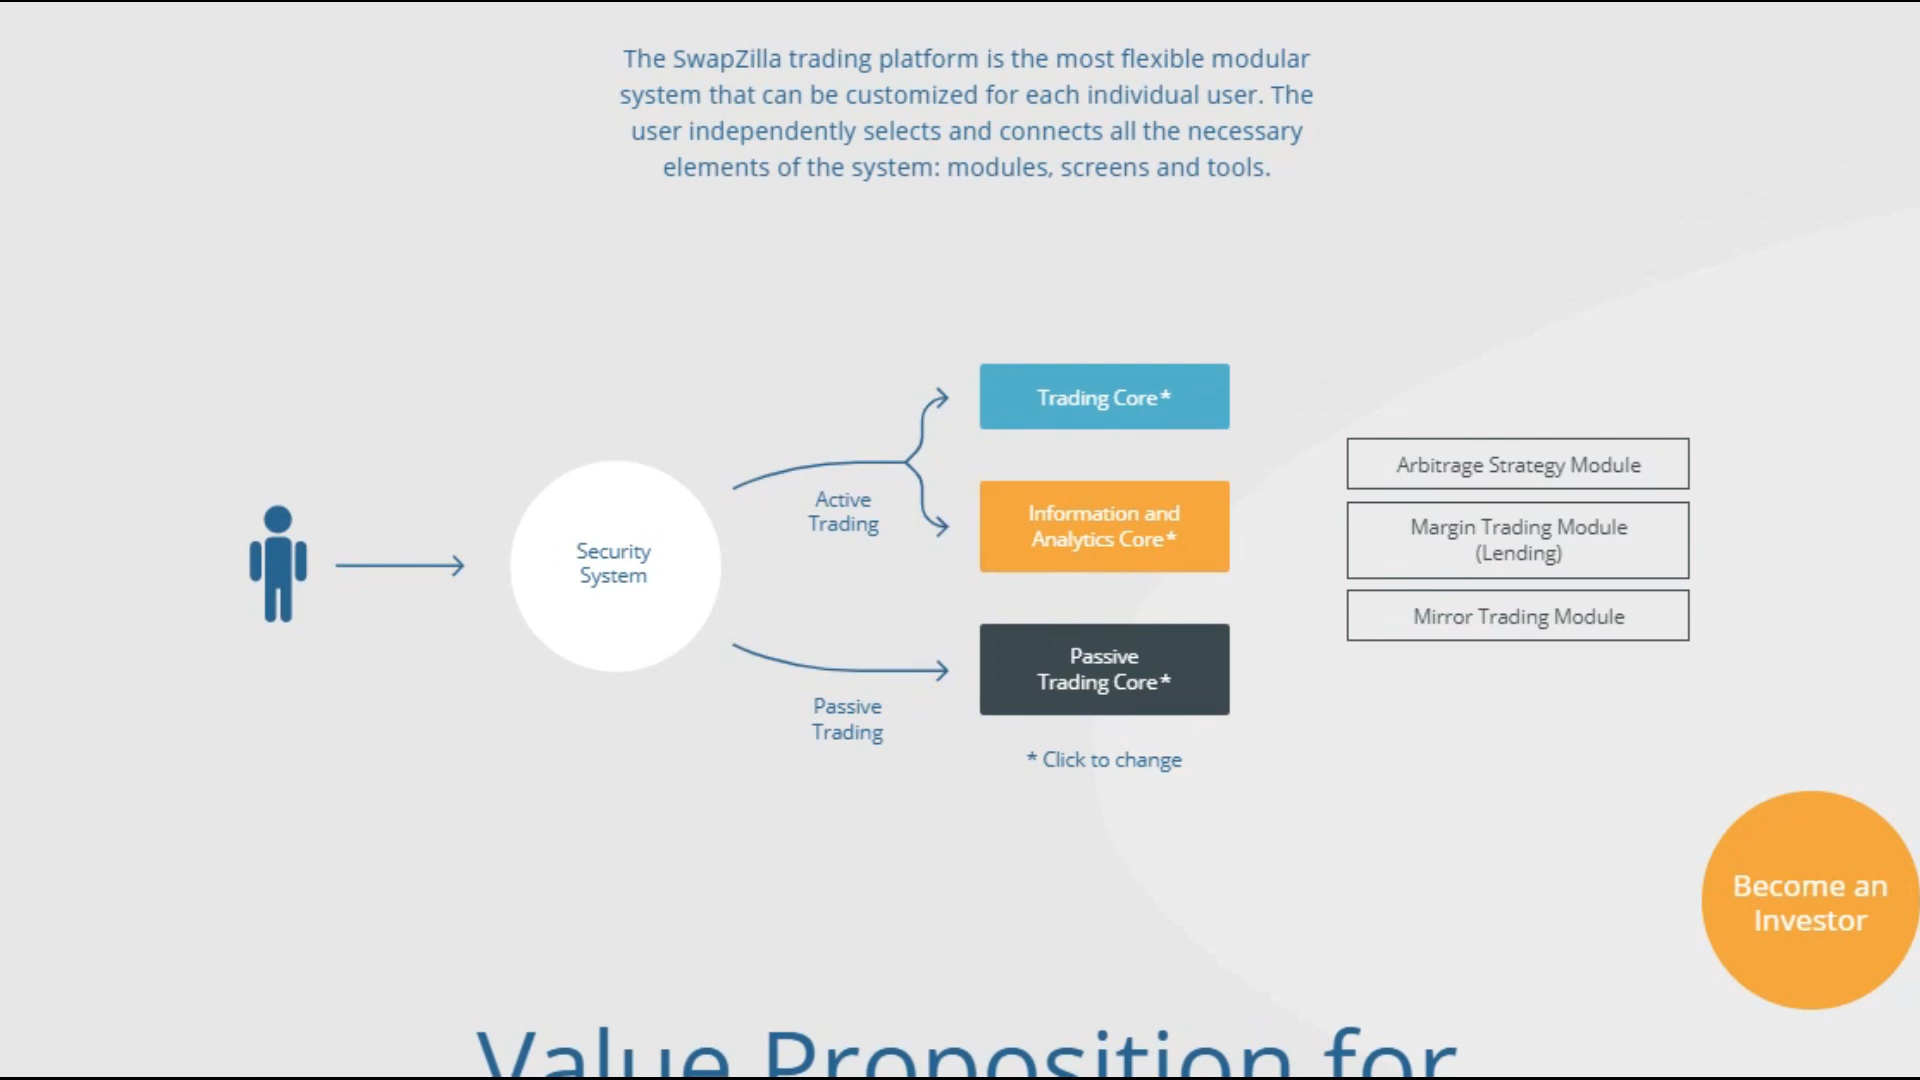 The SwapZilla trading platform is the most flexible modular
system that can be customized for each individual user. The
user independently selects and connects all the necessary
elements of the system: modules, screens and tools.
Security
System
Active
Trading
Passive
Trading
Trading Core*
Information and
Analytics Core*
Passive
Trading Core*
* Click to change
Arbitrage Strategy Module
Margin Trading Module
(Lending)
Mirror Trading Module
Become an
Investor
Value Proposition for